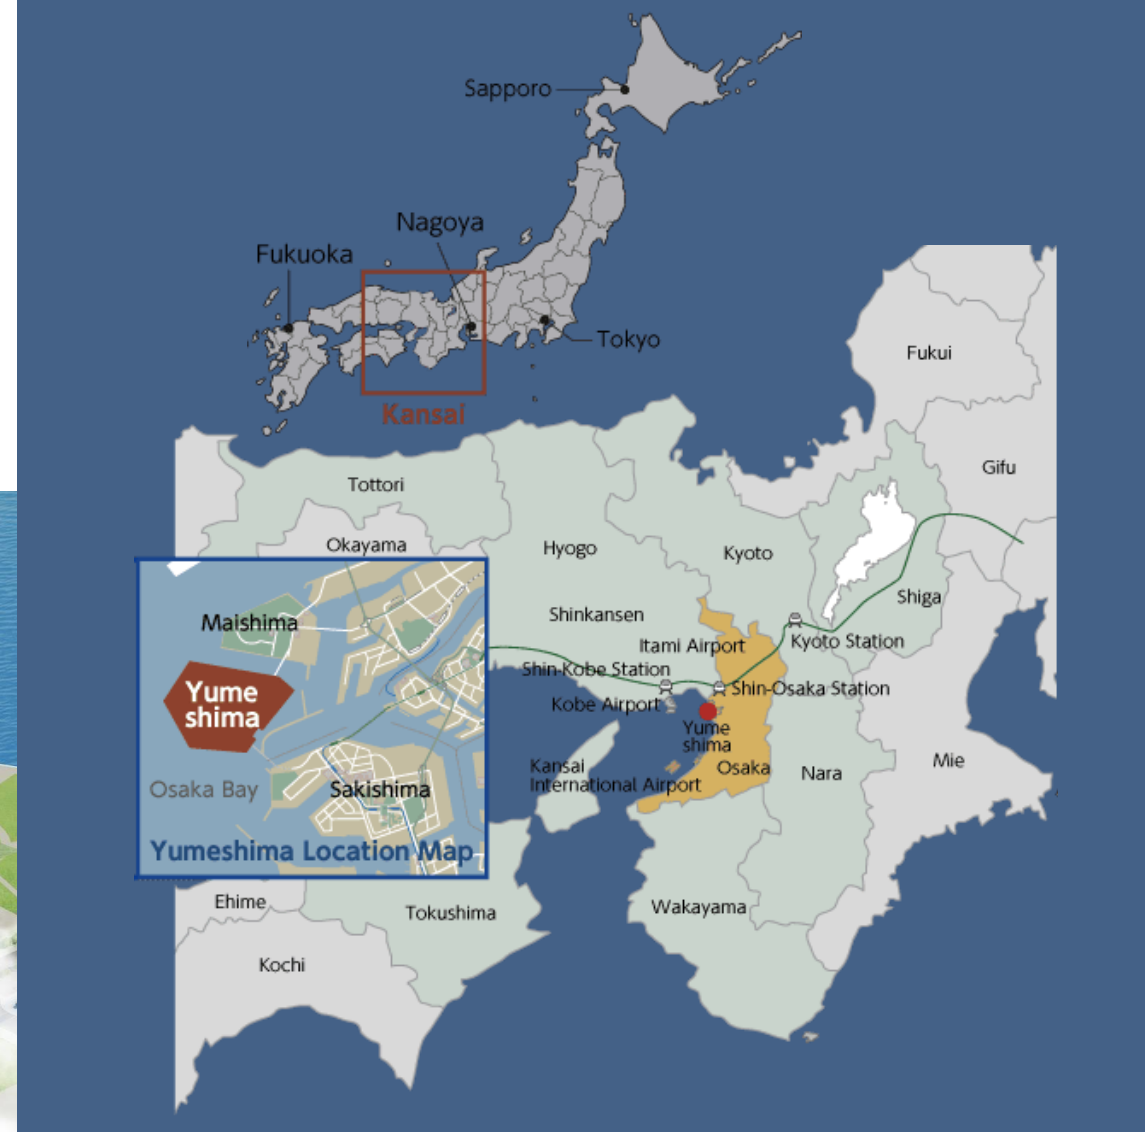 Sapporo
Nagoya
Fukuoka
Tokyo
Kansai
Fukui
Gifu
Tottori
Okayama
Hyogo
Kyoto
Shiga
Shinkansen
Itami Airport
Kyoto Station
Shin-Kobe Station
Shin-Osaka Station
Kobe Airport
Yume
shima
Kansai
International Airport
Osaka
Nara
Mie
Maishima
Yume
shima
Osaka Bay
Sakishima
Yumeshima Location Map
Ehime
Tokushima
Wakayama
Kochi